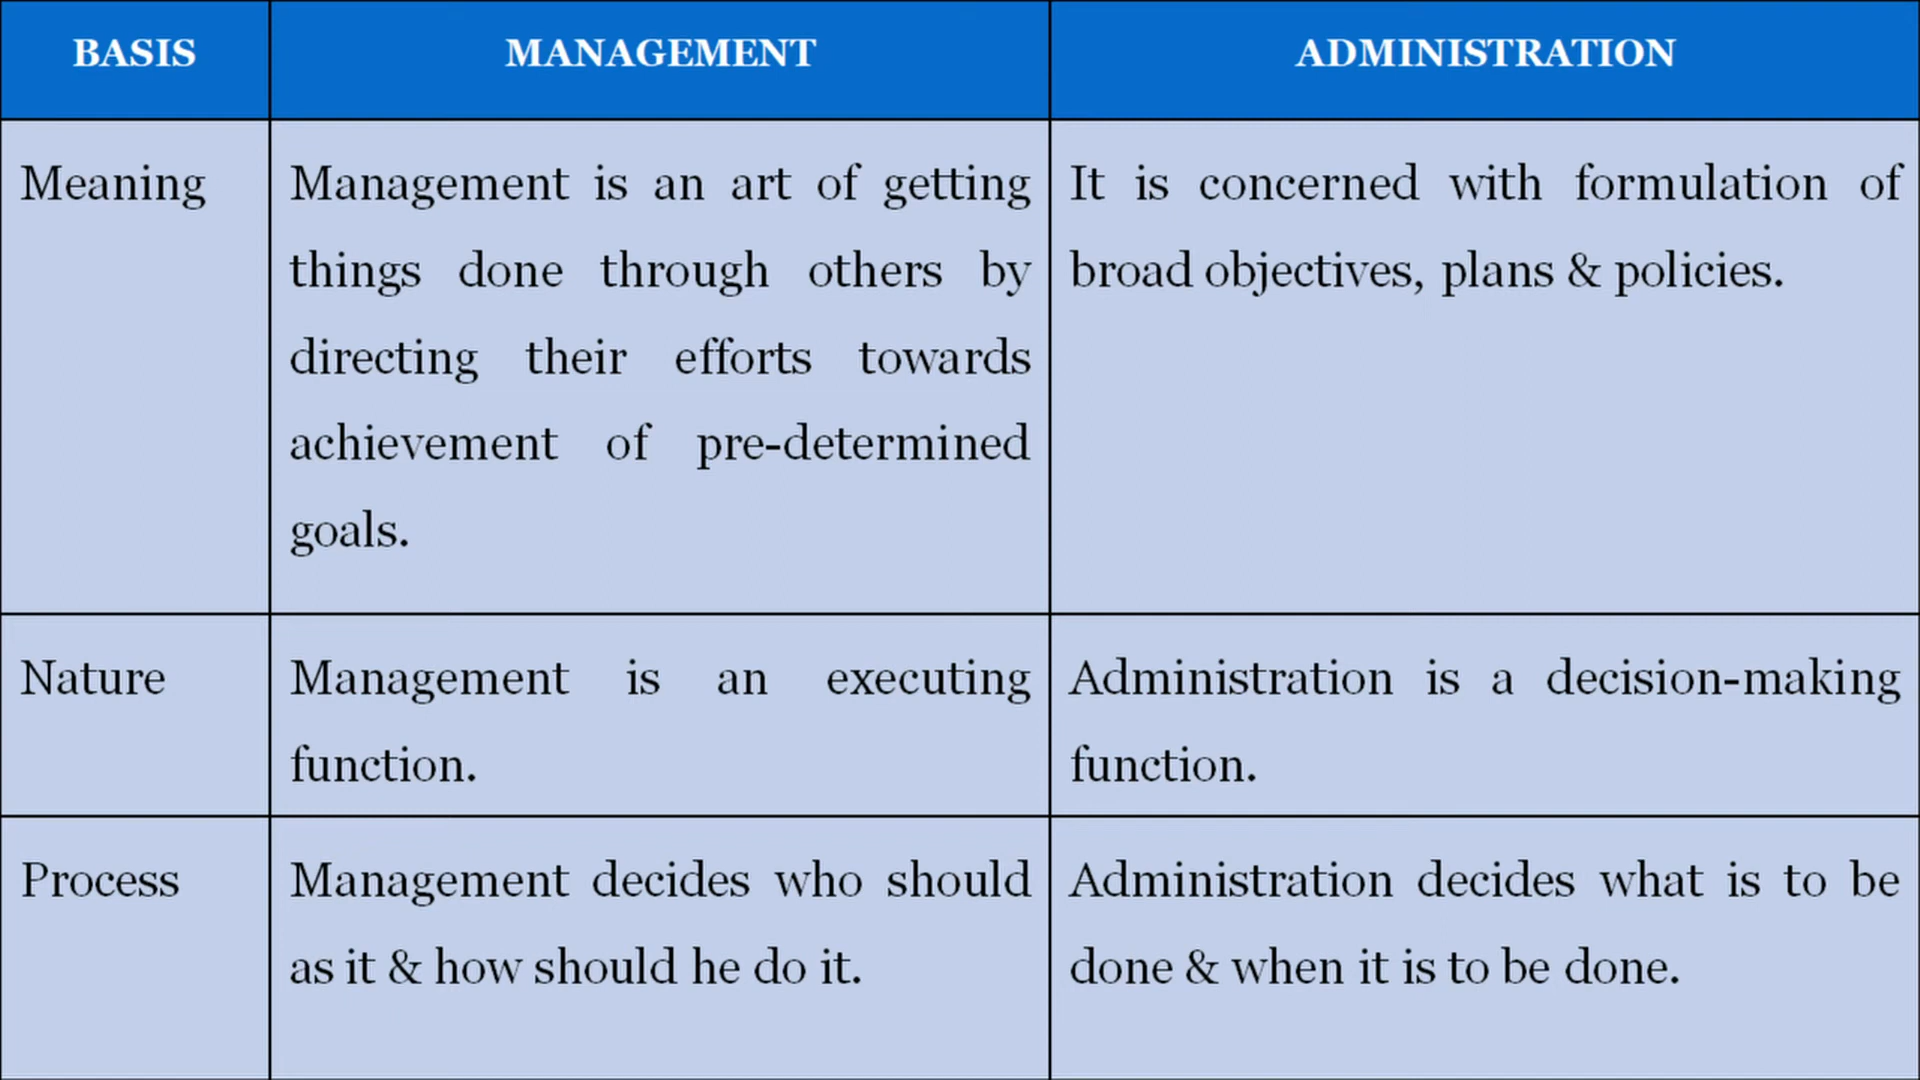 BASIS MANAGEMENT ADMINISTRATION
Meaning
Management is an art of getting
things done through others by
directing their efforts towards
achievement of pre-determined
goals.
It is concerned with formulation of
broad objectives, plans & policies.
Nature
Management is an executing
function.
Administration is a decision-making
function.
Process
Management decides who should
as it & how should he do it.
Administration decides what is to be
done & when it is to be done.